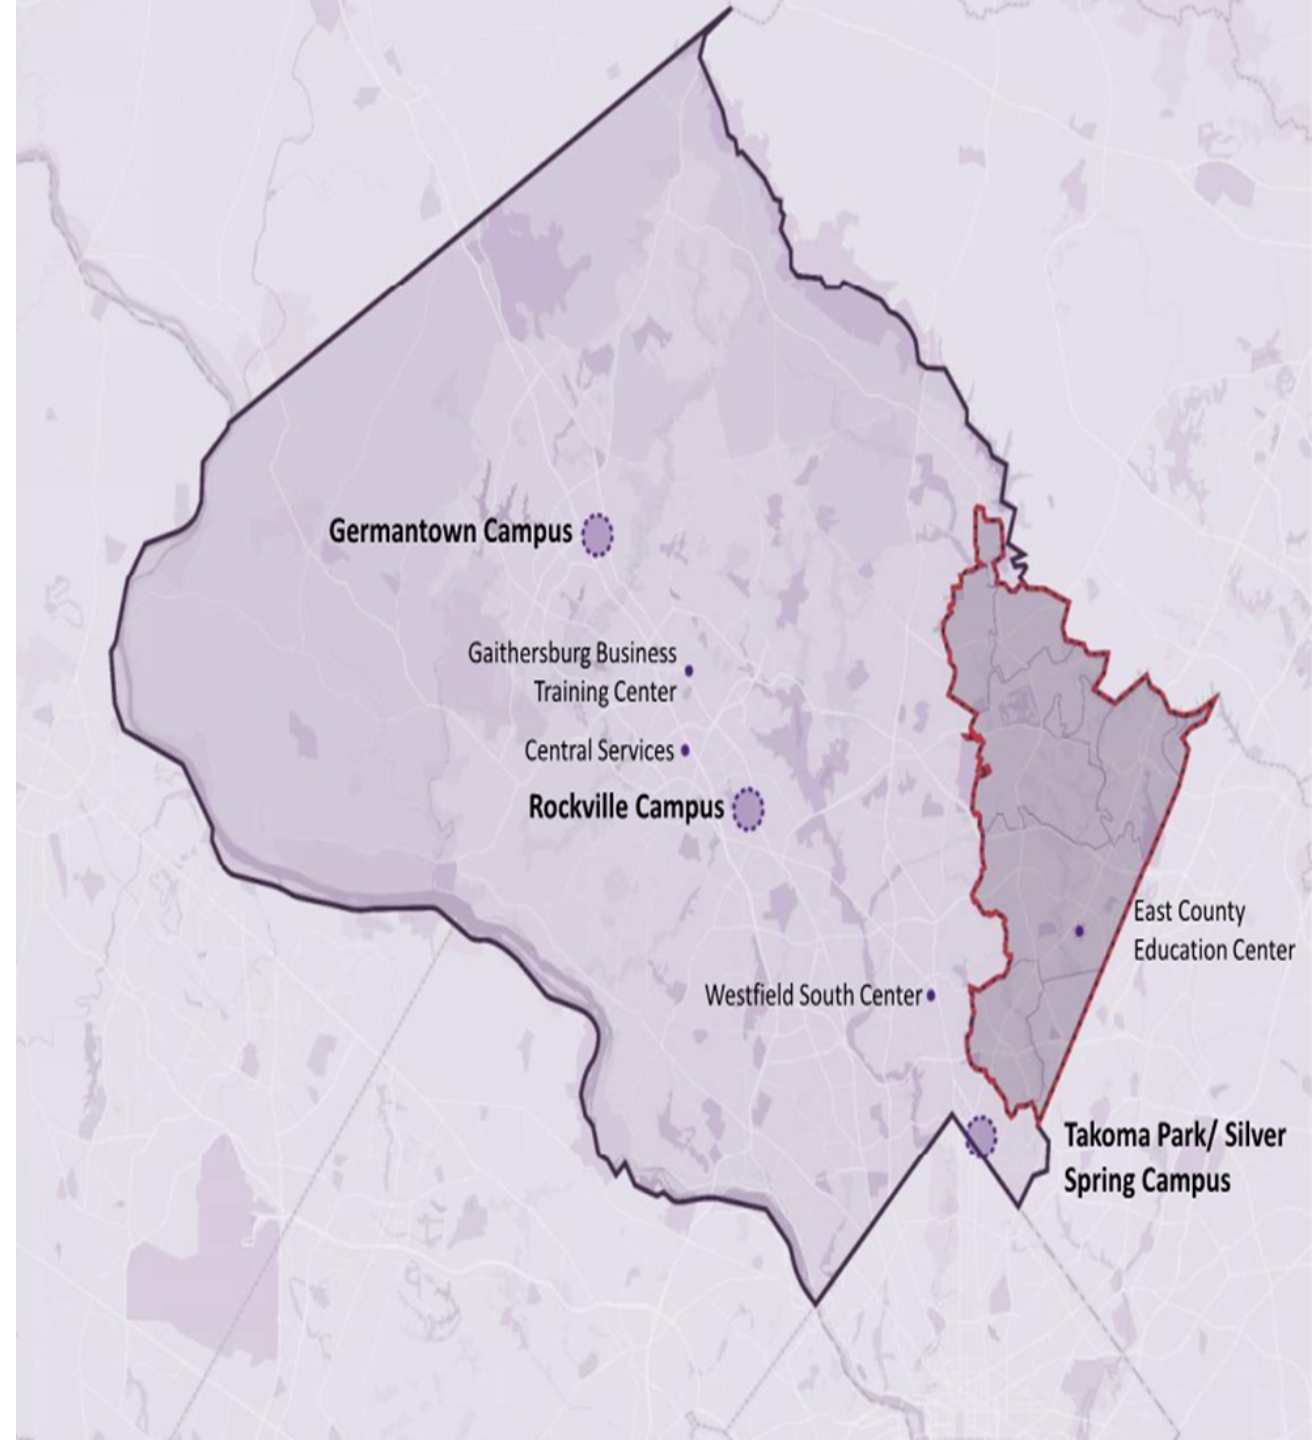 Germantown Campus
Gaithersburg Business
Training Center
Central Services
Rockville Campus
East County
Education Center
Westfield South Center
Takoma Park/ Silver
Spring Campus